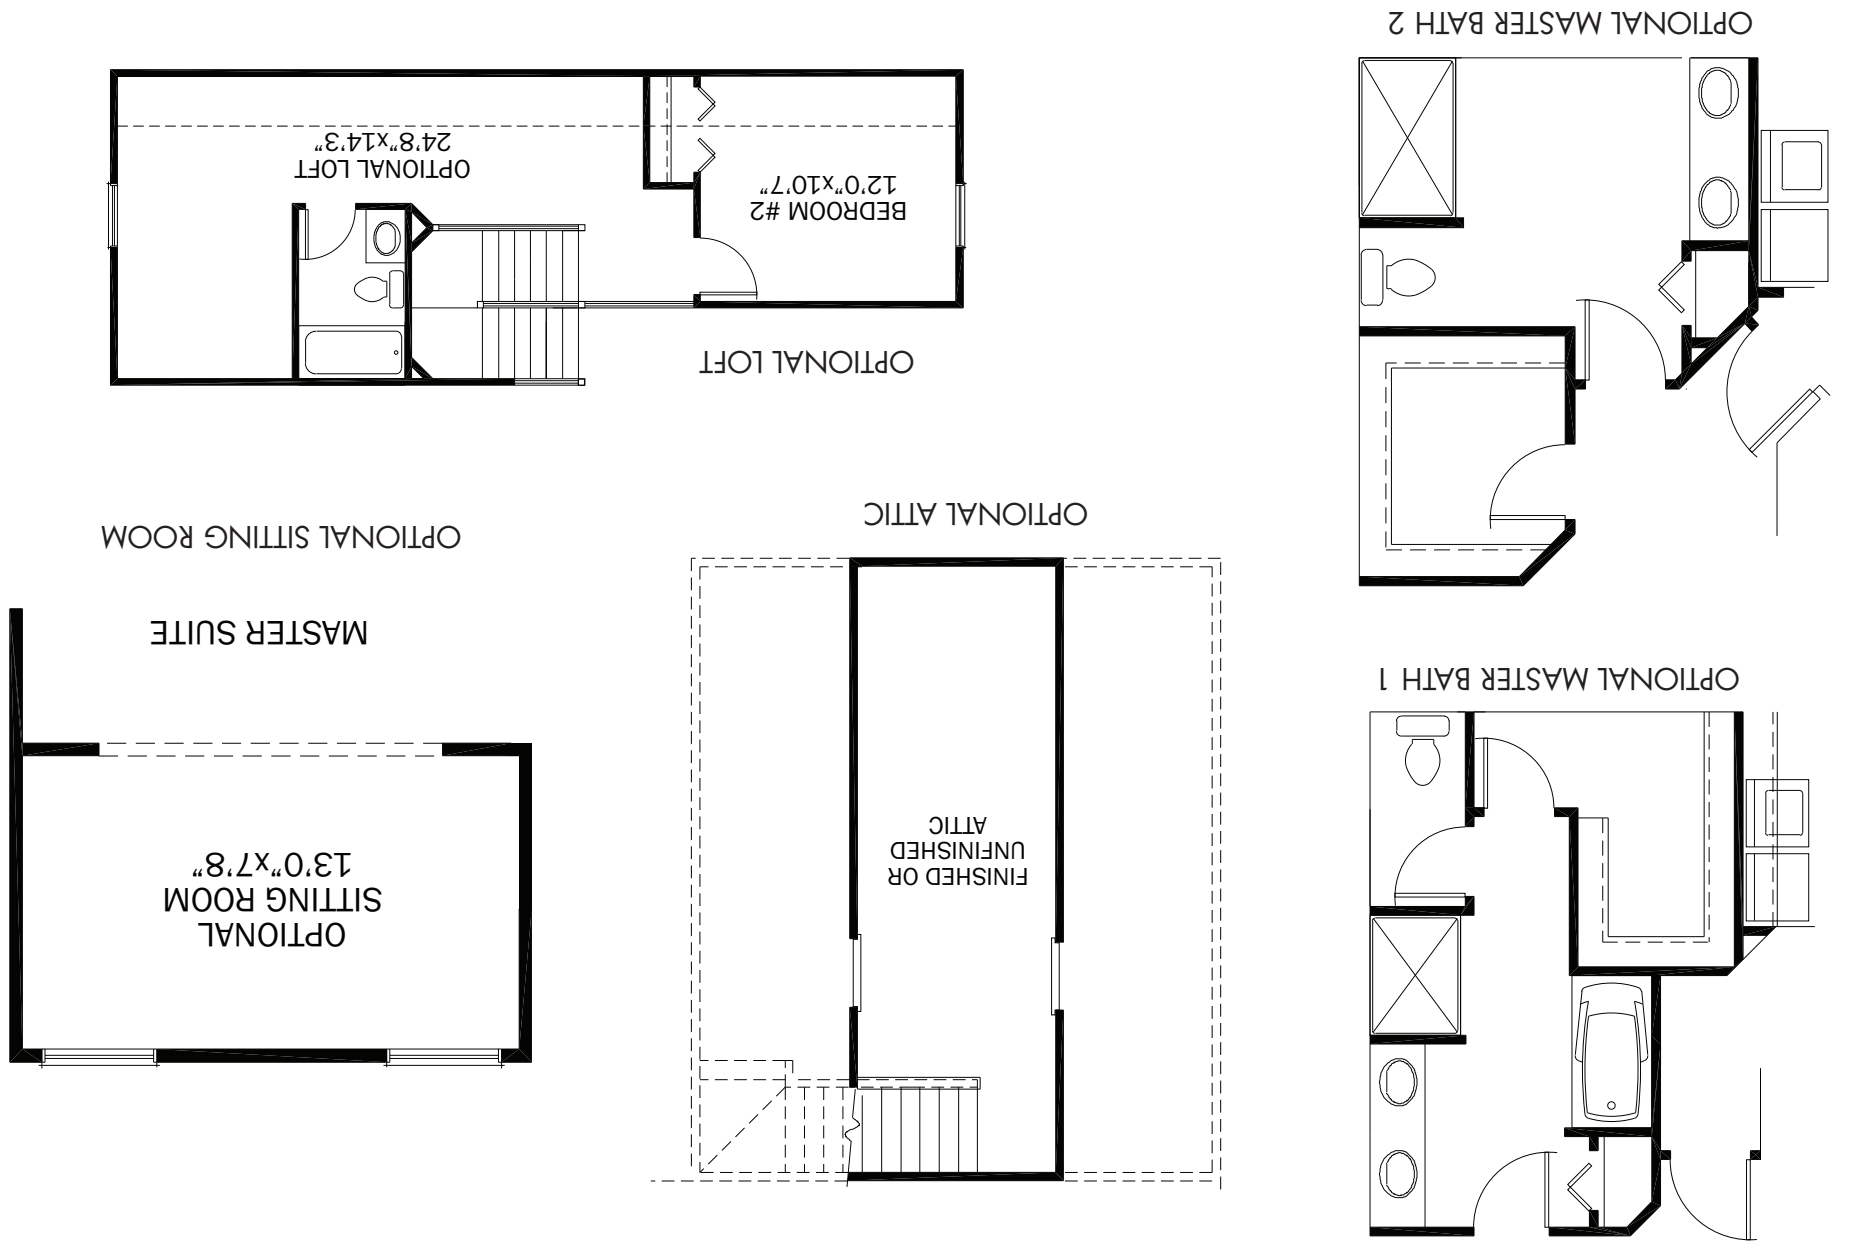 OPTIONAL MASTER BATH 1
OPTIONAL
SITTING ROOM
13'0"x7'8"
MASTER SUITE
OPTIONAL SITTING ROOM
FINISHED OR
UNFINISHED
ATTIC
OPTIONAL ATTIC
OPTIONAL MASTER BATH 2
OPTIONAL LOFT
BEDROOM #2
12'0"x10'7"
OPTIONAL LOFT
24'8"x14'3"